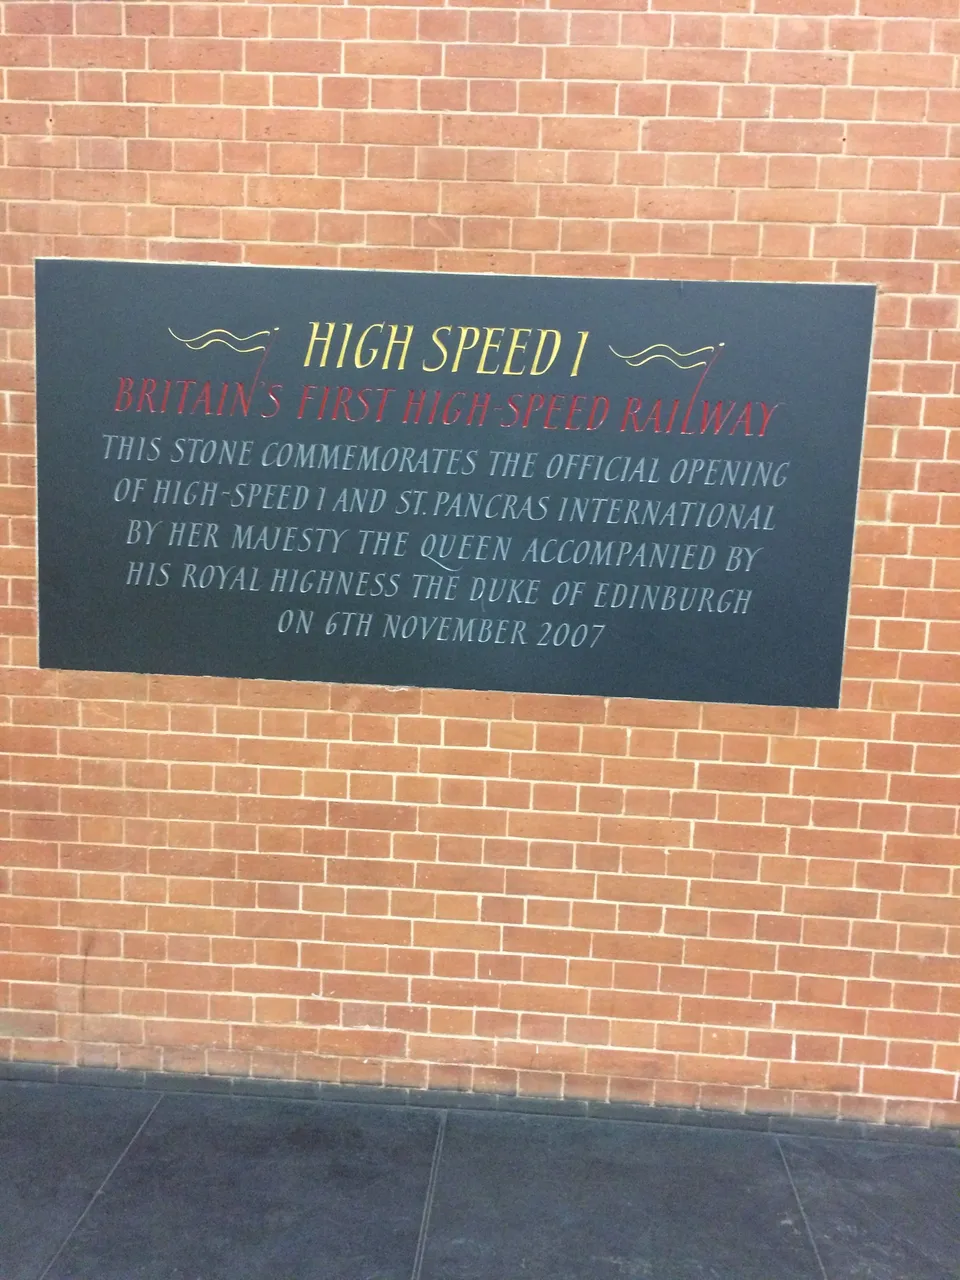 HIGH SPEED 1
BRITAIN'S FIRST HIGH-SPEED RAILWAY
THIS STONE COMMEMORATES THE OFFICIAL OPENING
OF HIGH-SPEED 1 AND ST. PANCRAS INTERNATIONAL
BY HER MAJESTY THE QUEEN ACCOMPANIED BY
HIS ROYAL HIGHNESS THE DUKE OF EDINBURGH
ON 6TH NOVEMBER 2007